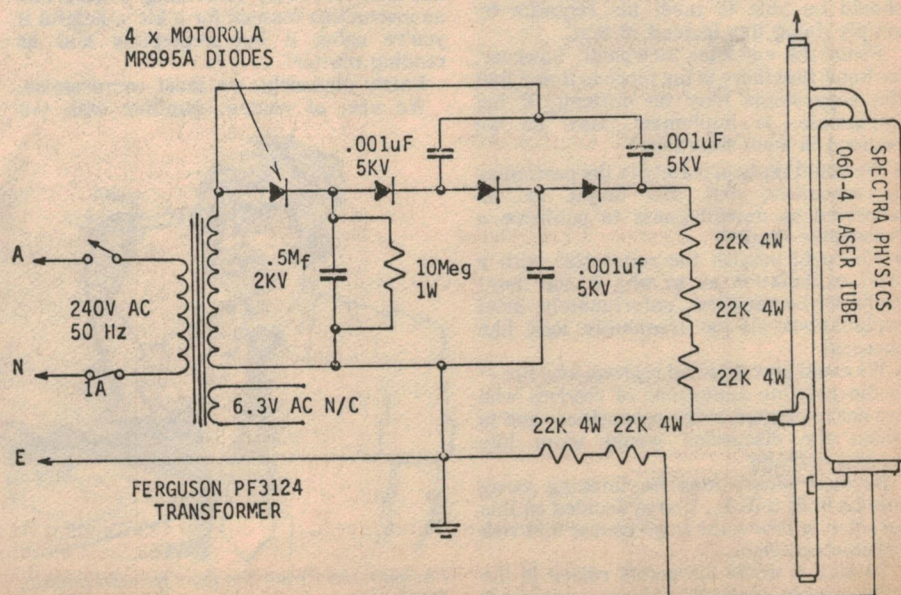 4 x MOTOROLA
MR995A DIODES
.001uF
5KV
.001uF
5KV
.5Mf
2KV
10Meg
1W
.001uf
5KV
22K 4W
22K 4W
22K 4W
A
240V AC
50 Hz
N
1A
6.3V AC N/C
E
22K 4W 22K 4W
FERGUSON PF3124
TRANSFORMER
SPECTRA PHYSICS
060-4 LASER TUBE